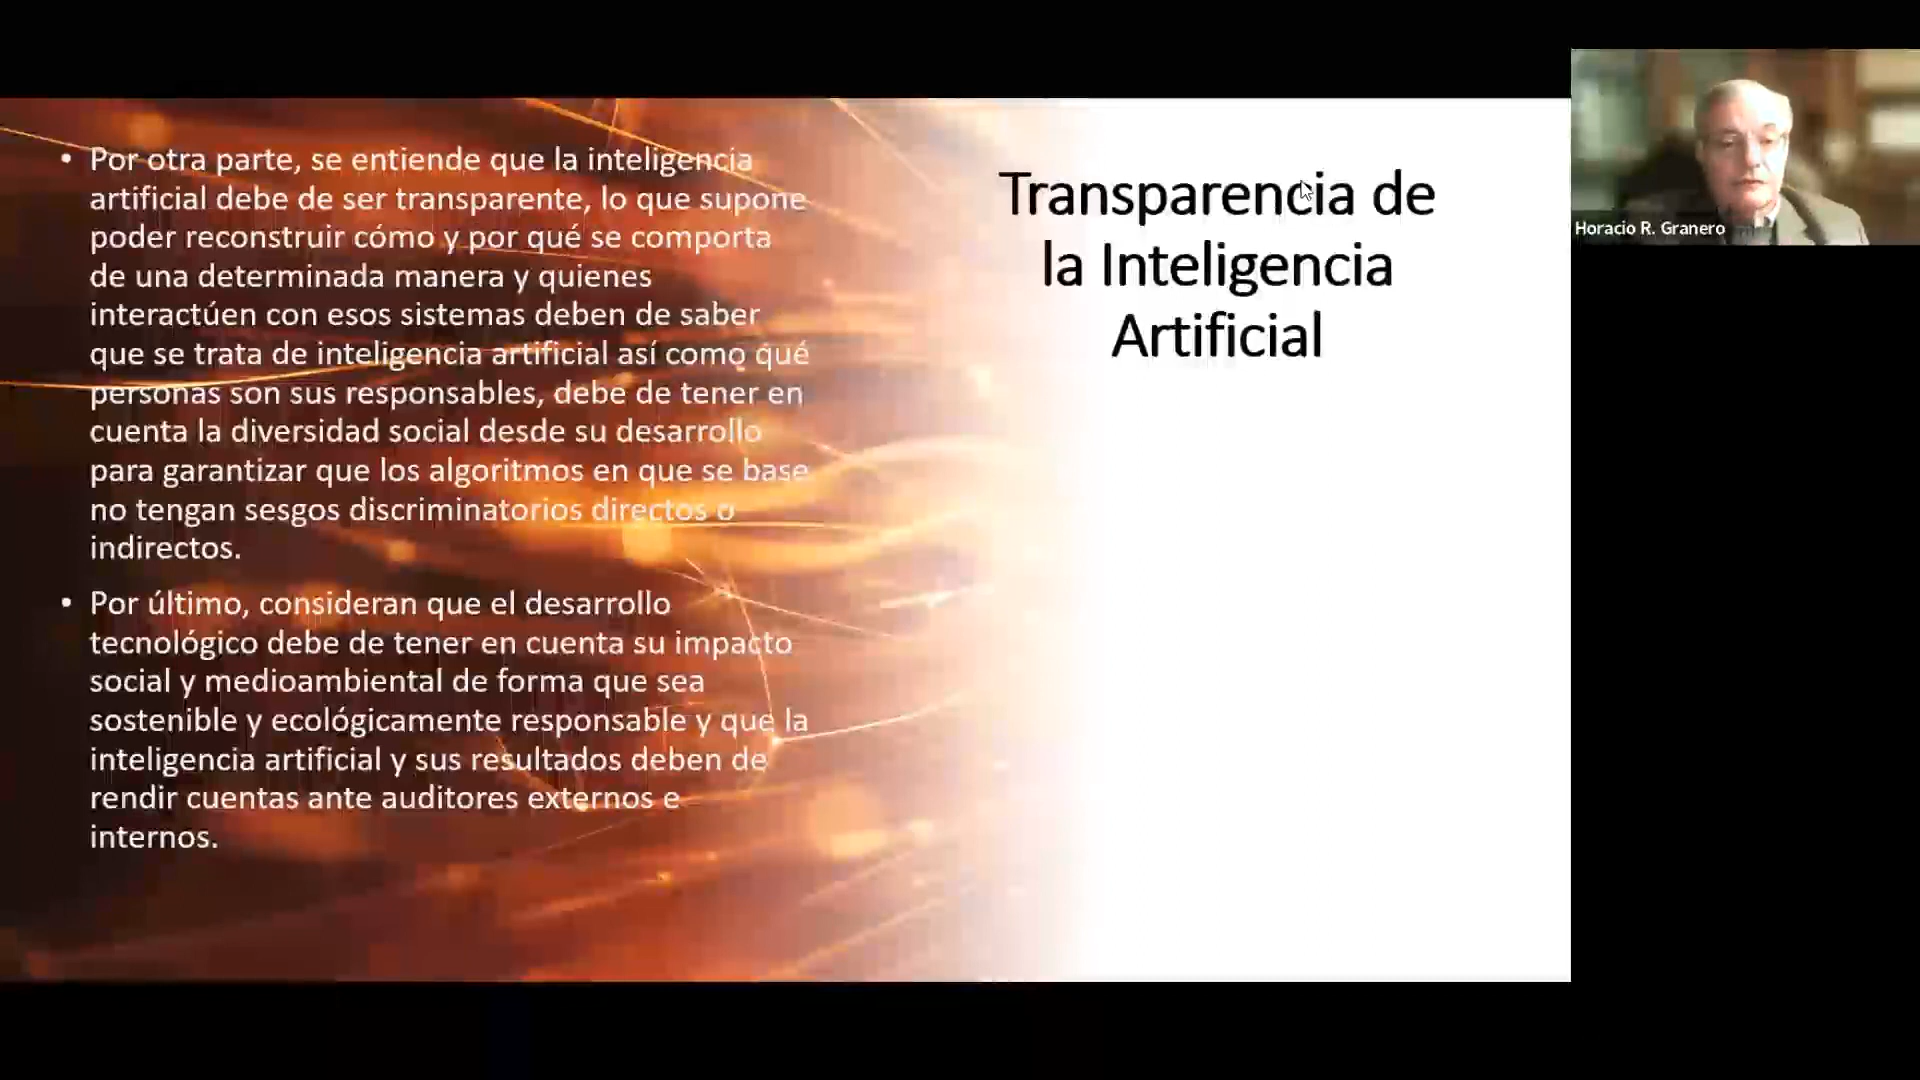 • Por otra parte, se entiende que la inteligencia
artificial debe de ser transparente, lo que supone
poder reconstruir cómo y por qué se comporta
de una determinada manera y quienes
interactúen con esos sistemas deben de saber
que se trata de inteligencia artificial así como qué
personas son sus responsables, debe de tener en
cuenta la diversidad social desde su desarrollo
para garantizar que los algoritmos en que se base
no tengan sesgos discriminatorios directos o
indirectos.
• Por último, consideran que el desarrollo
tecnológico debe de tener en cuenta su impacto
social y medioambiental de forma que sea
sostenible y ecológicamente responsable y que la
inteligencia artificial y sus resultados deben de
rendir cuentas ante auditores externos e
internos.
Transparencia de
la Inteligencia
Artificial
Horacio R. Granero